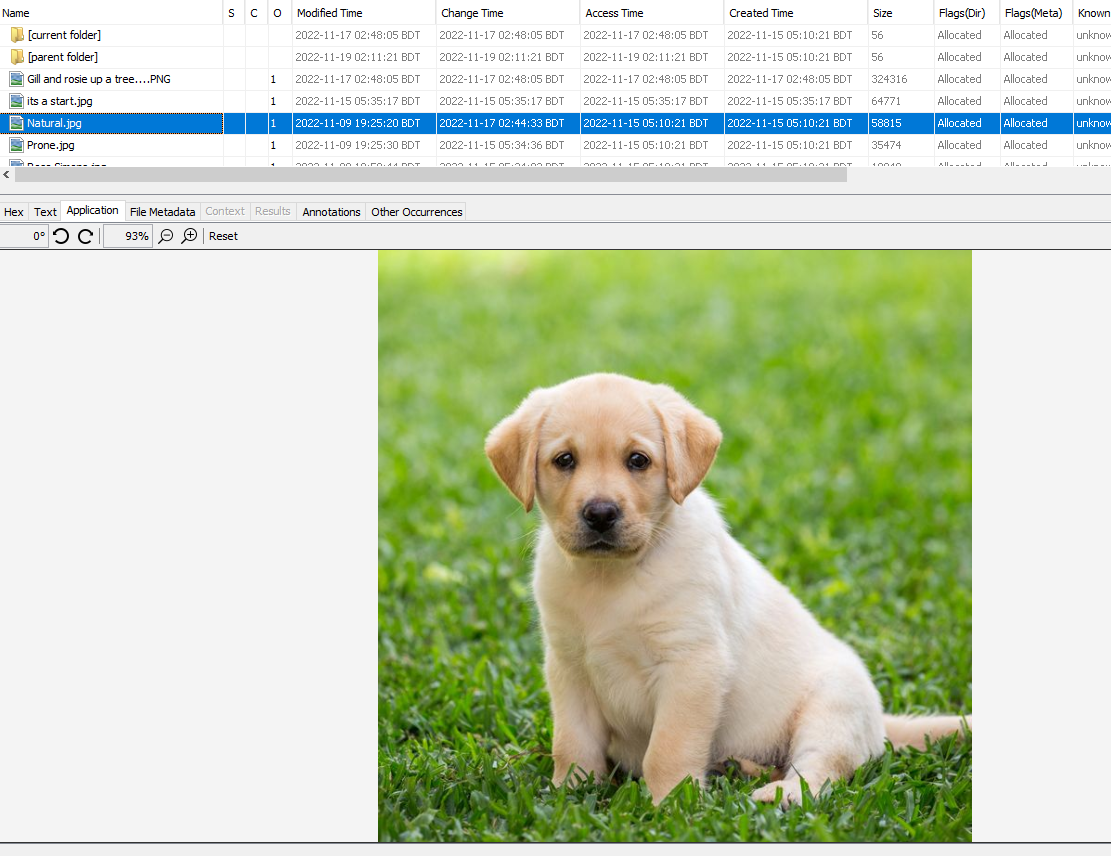 Name S C O Modified Time Change Time Access Time Created Time Size Flags(Dir) Flags(Meta) Known
[current folder] 2022-11-17 02:48:05 BDT 2022-11-17 02:48:05 BDT 2022-11-17 02:48:05 BDT 2022-11-15 05:10:21 BDT 56 Allocated Allocated unknow
[parent folder] 2022-11-19 02:11:21 BDT 2022-11-19 02:11:21 BDT 2022-11-19 02:11:21 BDT 2022-11-15 05:10:21 BDT 56 Allocated Allocated unknow
Gill and rosie up a tree....PNG 1 2022-11-17 02:48:05 BDT 2022-11-17 02:48:05 BDT 2022-11-17 02:48:05 BDT 2022-11-17 02:48:05 BDT 324316 Allocated Allocated unknow
its a start.jpg 1 2022-11-15 05:35:17 BDT 2022-11-15 05:35:17 BDT 2022-11-15 05:35:17 BDT 2022-11-15 05:35:17 BDT 64771 Allocated Allocated unknow
Natural.jpg 1 2022-11-09 19:25:20 BDT 2022-11-17 02:44:33 BDT 2022-11-15 05:10:21 BDT 2022-11-15 05:10:21 BDT 58815 Allocated Allocated unknow
Prone.jpg 1 2022-11-09 19:25:30 BDT 2022-11-15 05:34:36 BDT 2022-11-15 05:10:21 BDT 2022-11-15 05:10:21 BDT 35474 Allocated Allocated unknow
Hex Text Application File Metadata Context Results Annotations Other Occurrences
0° 93% Reset